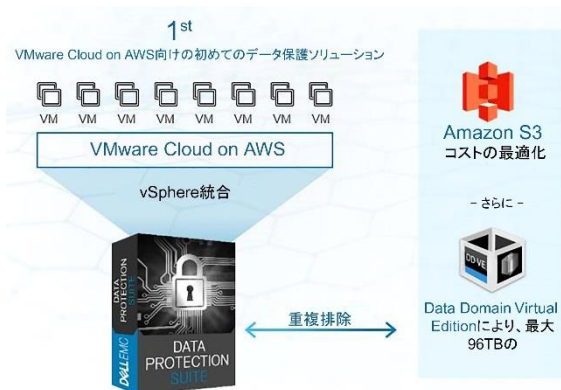 1st
VMware Cloud on AWS向けの初めてのデータ保護ソリューション
VM VM VM VM VM VM VM VM
VMware Cloud on AWS
vSphere統合
DATA
PROTECTION
SUITE
DELL EMC
DATA
PROTECTION
SUITE
重複排除
Amazon S3
コストの最適化
- さらに -
DD VE
Data Domain Virtual
Editionにより、最大
96TBの